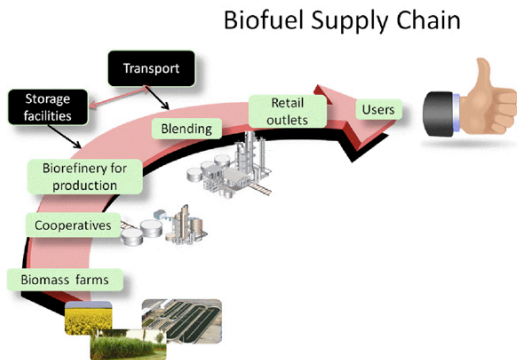 Biofuel Supply Chain
Transport
Storage
facilities
Retail
outlets
Users
Blending
Biorefinery for
production
Cooperatives
Biomass farms